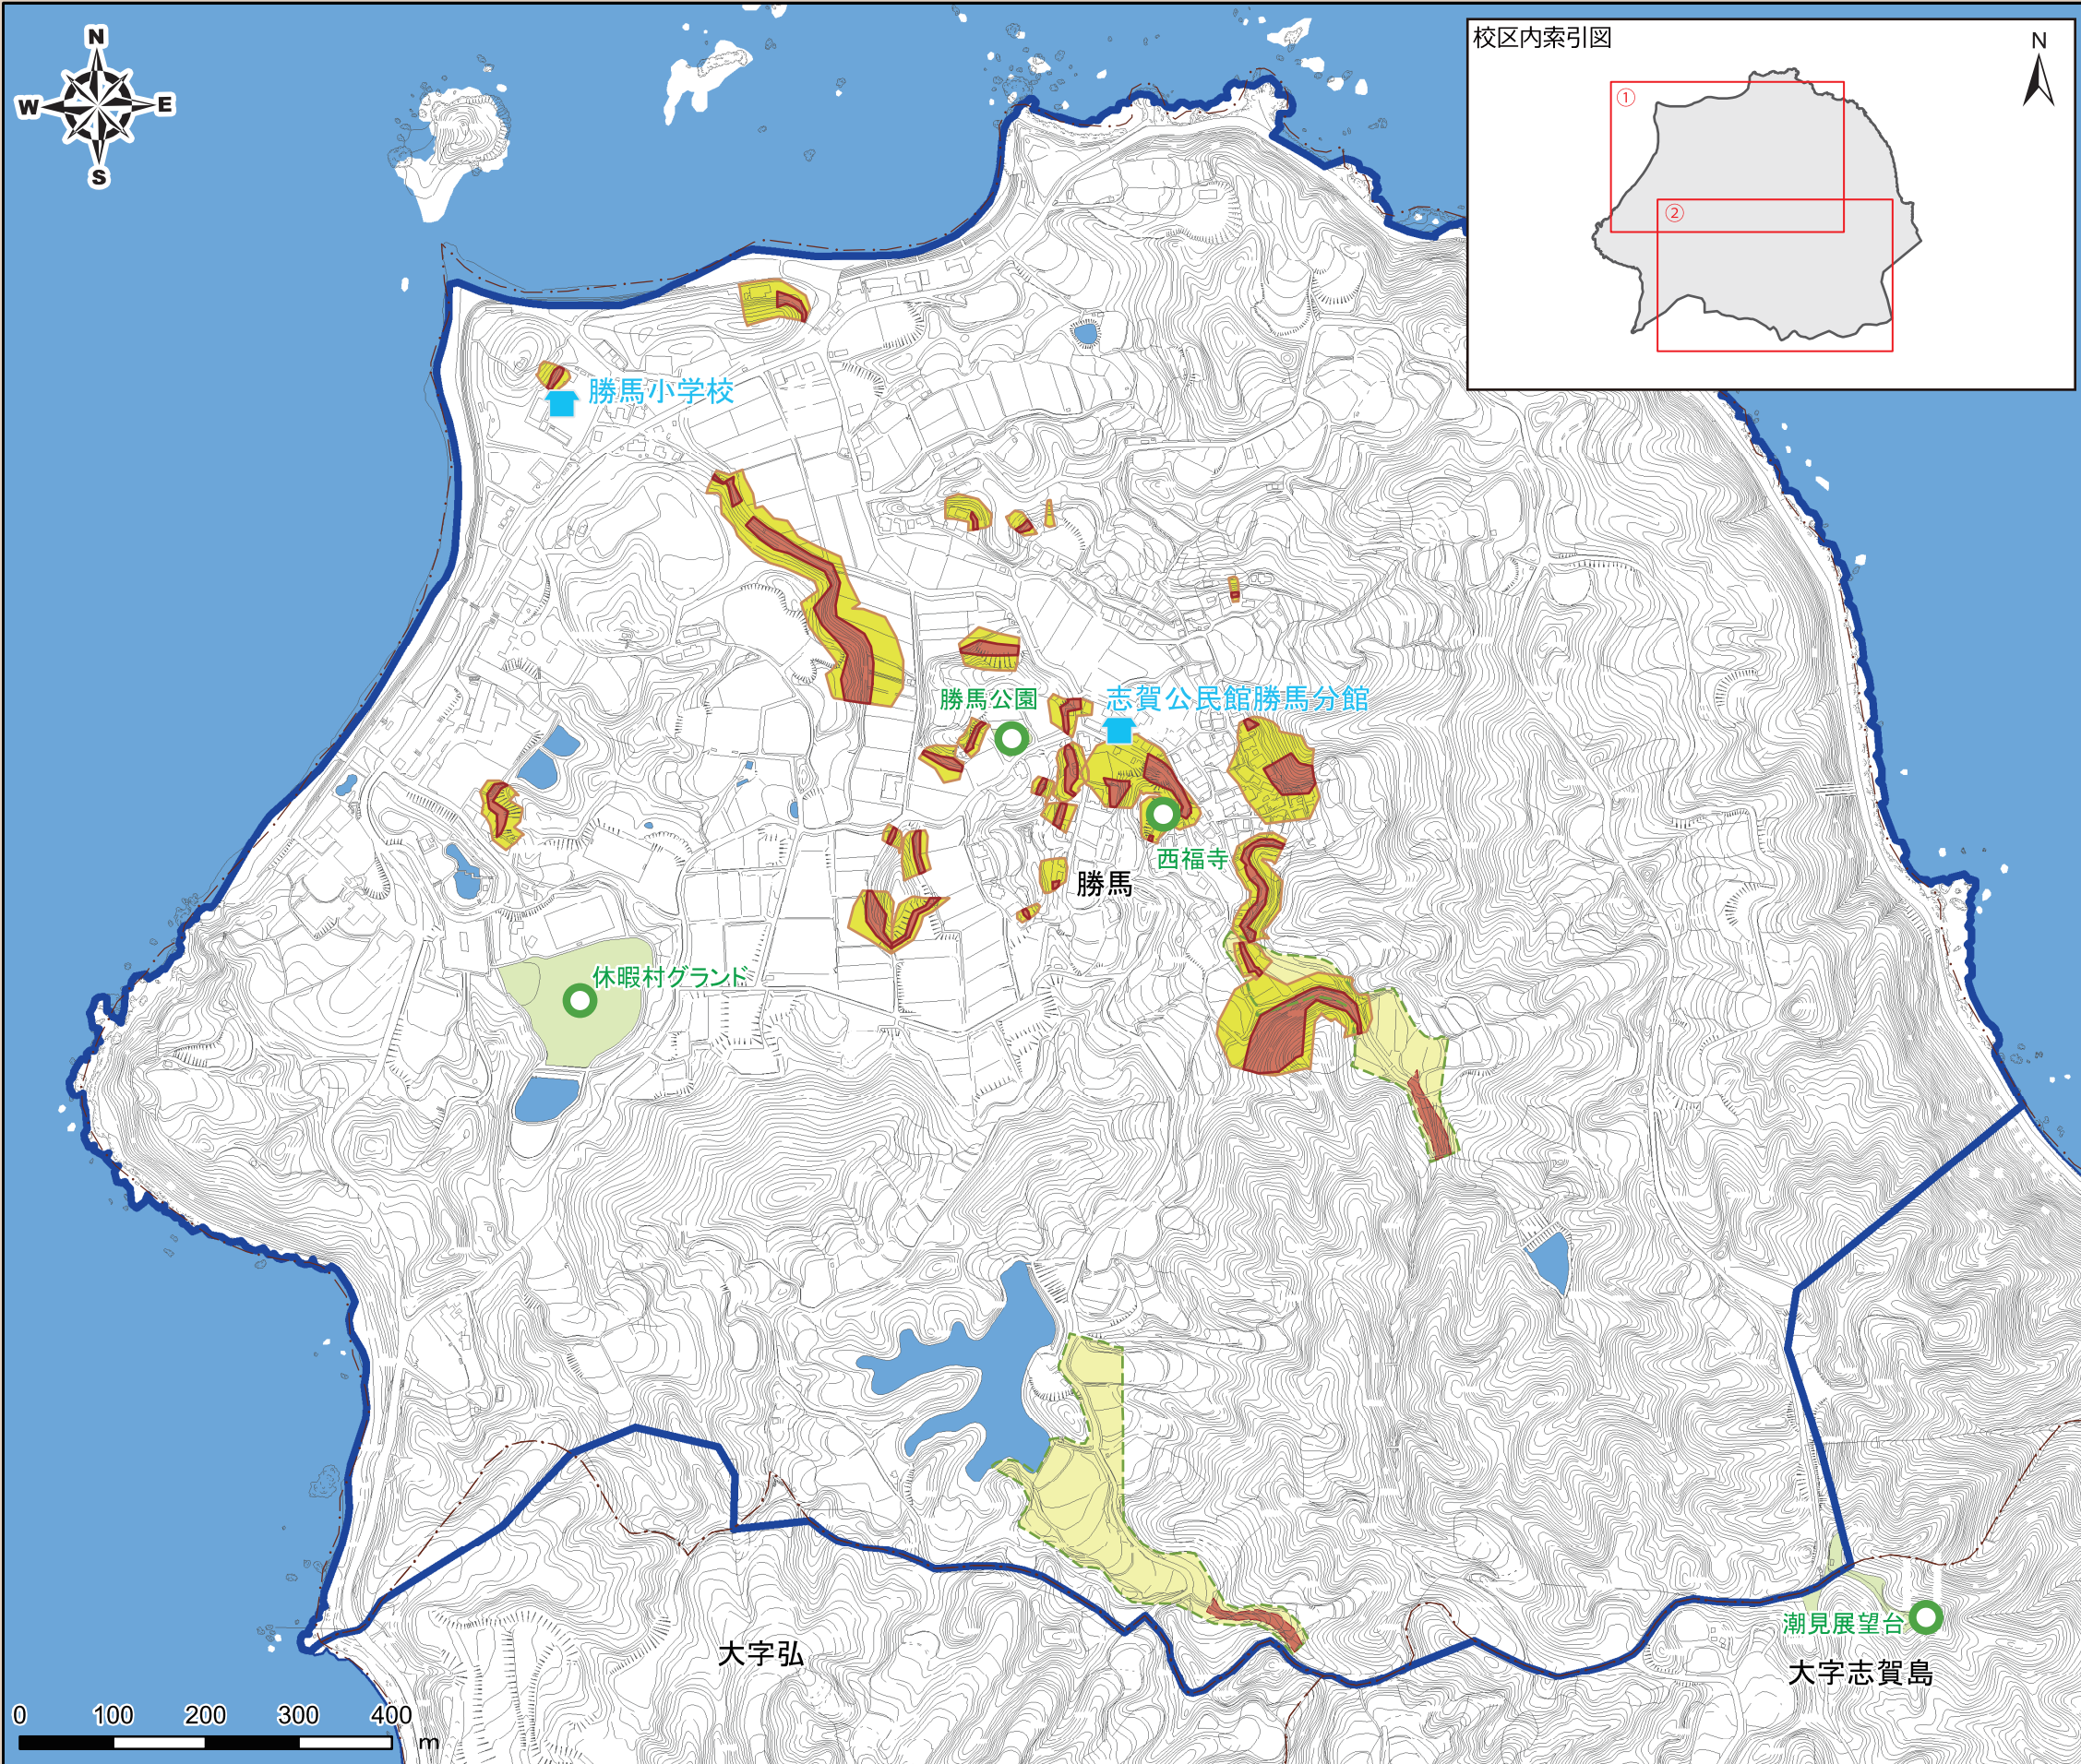 N
W
E
S
校区内索引図
N
①
②
勝馬小学校
勝馬公園
志賀公民館勝馬分館
西福寺
勝馬
休暇村グランド
大字弘
潮見展望台
大字志賀島
0 100 200 300 400
m